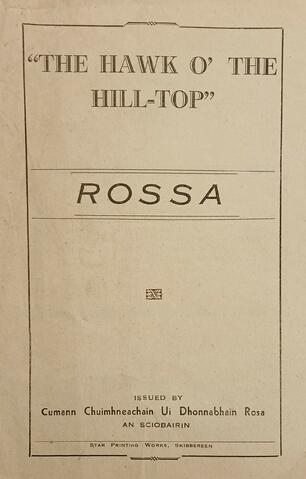 “THE HAWK O’ THE
HILL-TOP”
ROSSA
ISSUED BY
Cumann Chuimhneachain Ui Dhonnabhain Rosa
AN SCIOBAIRIN
STAR PRINTING WORKS, SKIBBEREEN